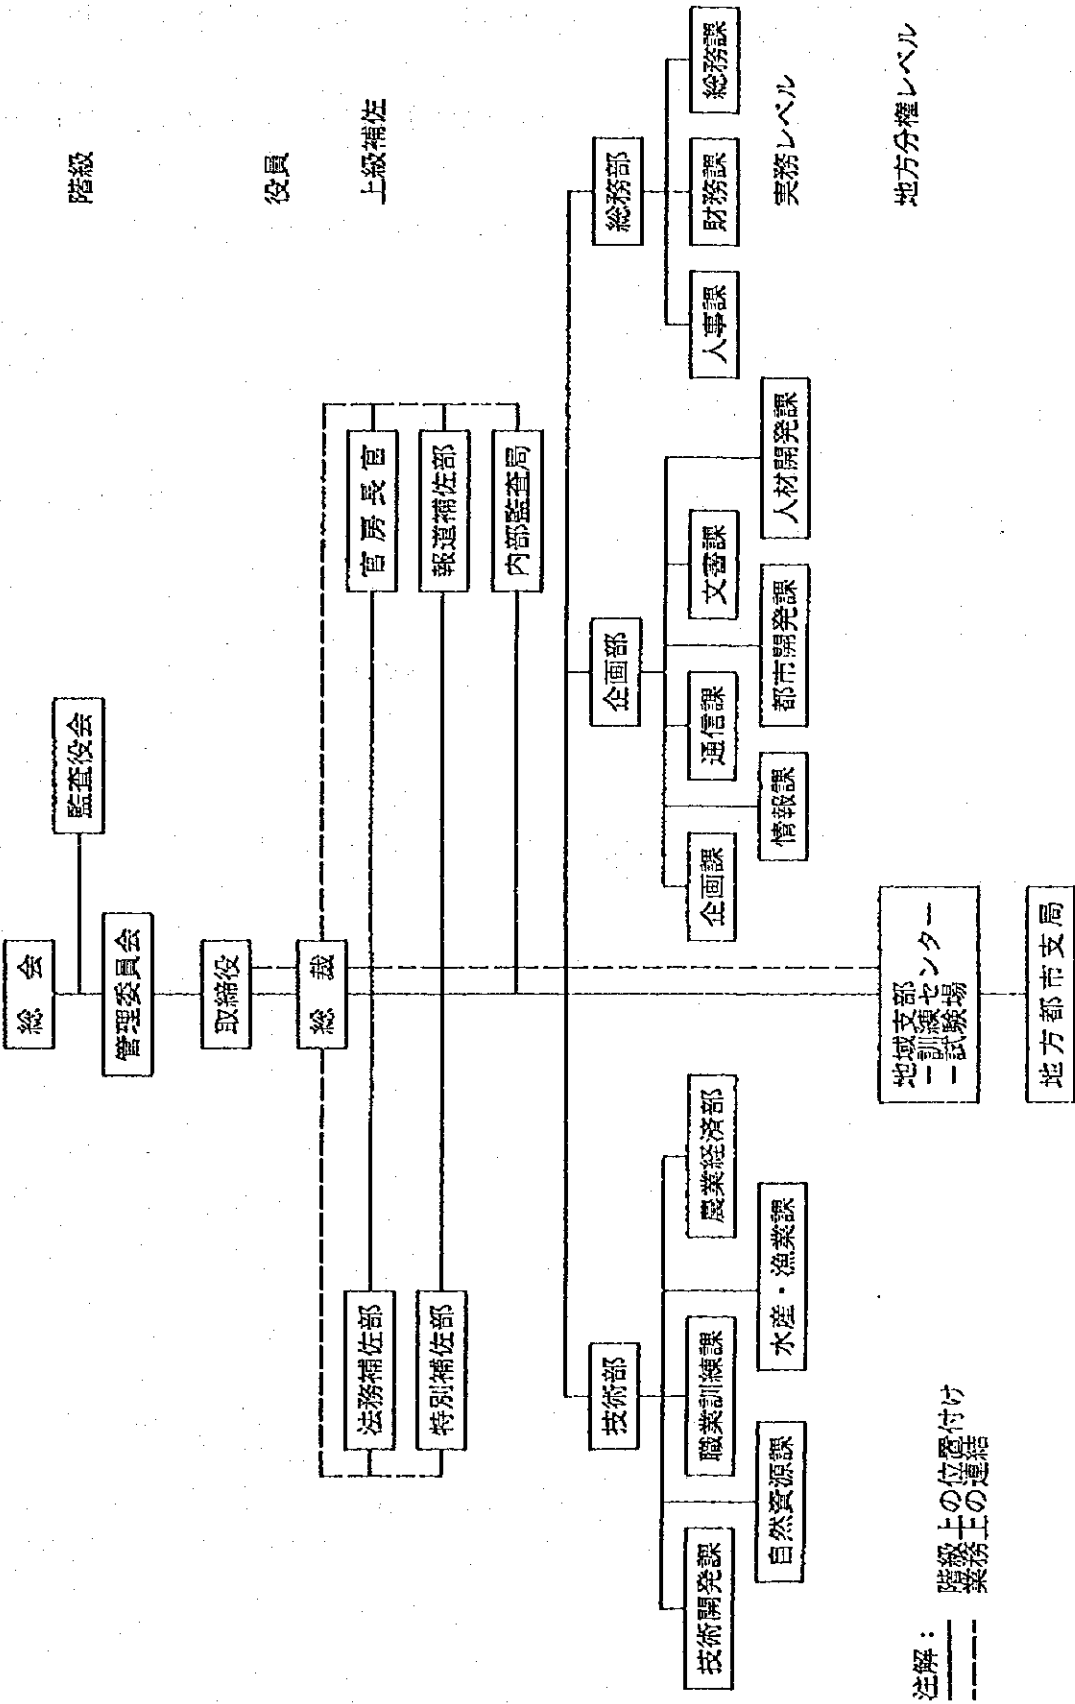 階級
総会
監査役会
管理委員会
取締役
役員
総裁
上級補佐
法務補佐部
官房長官
特別補佐部
報道補佐部
内部監査局
技術部
企画部
総務部
技術開発課
職業訓練課
農業経済部
企画課
通信課
文書課
人事課
財務課
総務課
自然資源課
水産・漁業課
情報課
都市開発課
人材開発課
実務レベル
地域支部
－訓練センター
－試験場
地方分権レベル
地方都市支局
注解：
階級上の位置付け
業務上の連結